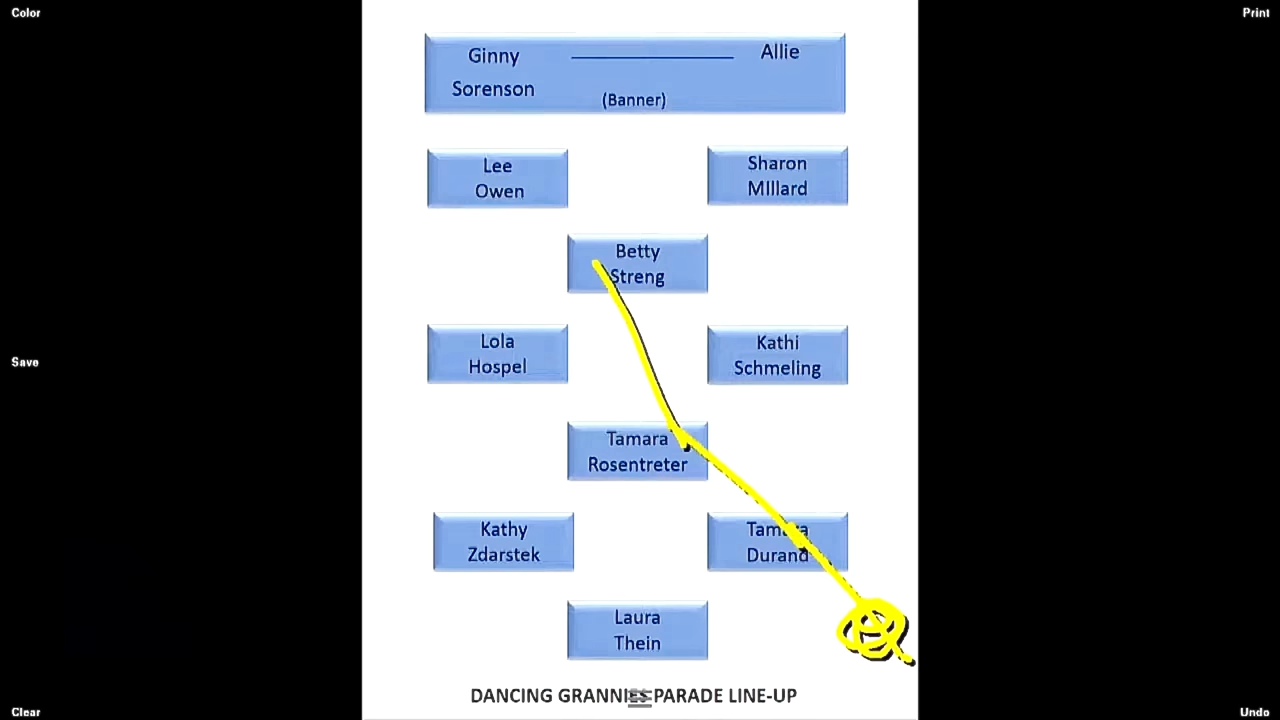 Color
Print
Ginny
Allie
Sorenson
(Banner)
Lee
Owen
Sharon
MIllard
Betty
Streng
Lola
Hospel
Kathi
Schmeling
Save
Tamara
Rosentreter
Kathy
Zdarstek
Tamara
Durand
Laura
Thein
DANCING GRANNIES PARADE LINE-UP
Clear
Undo